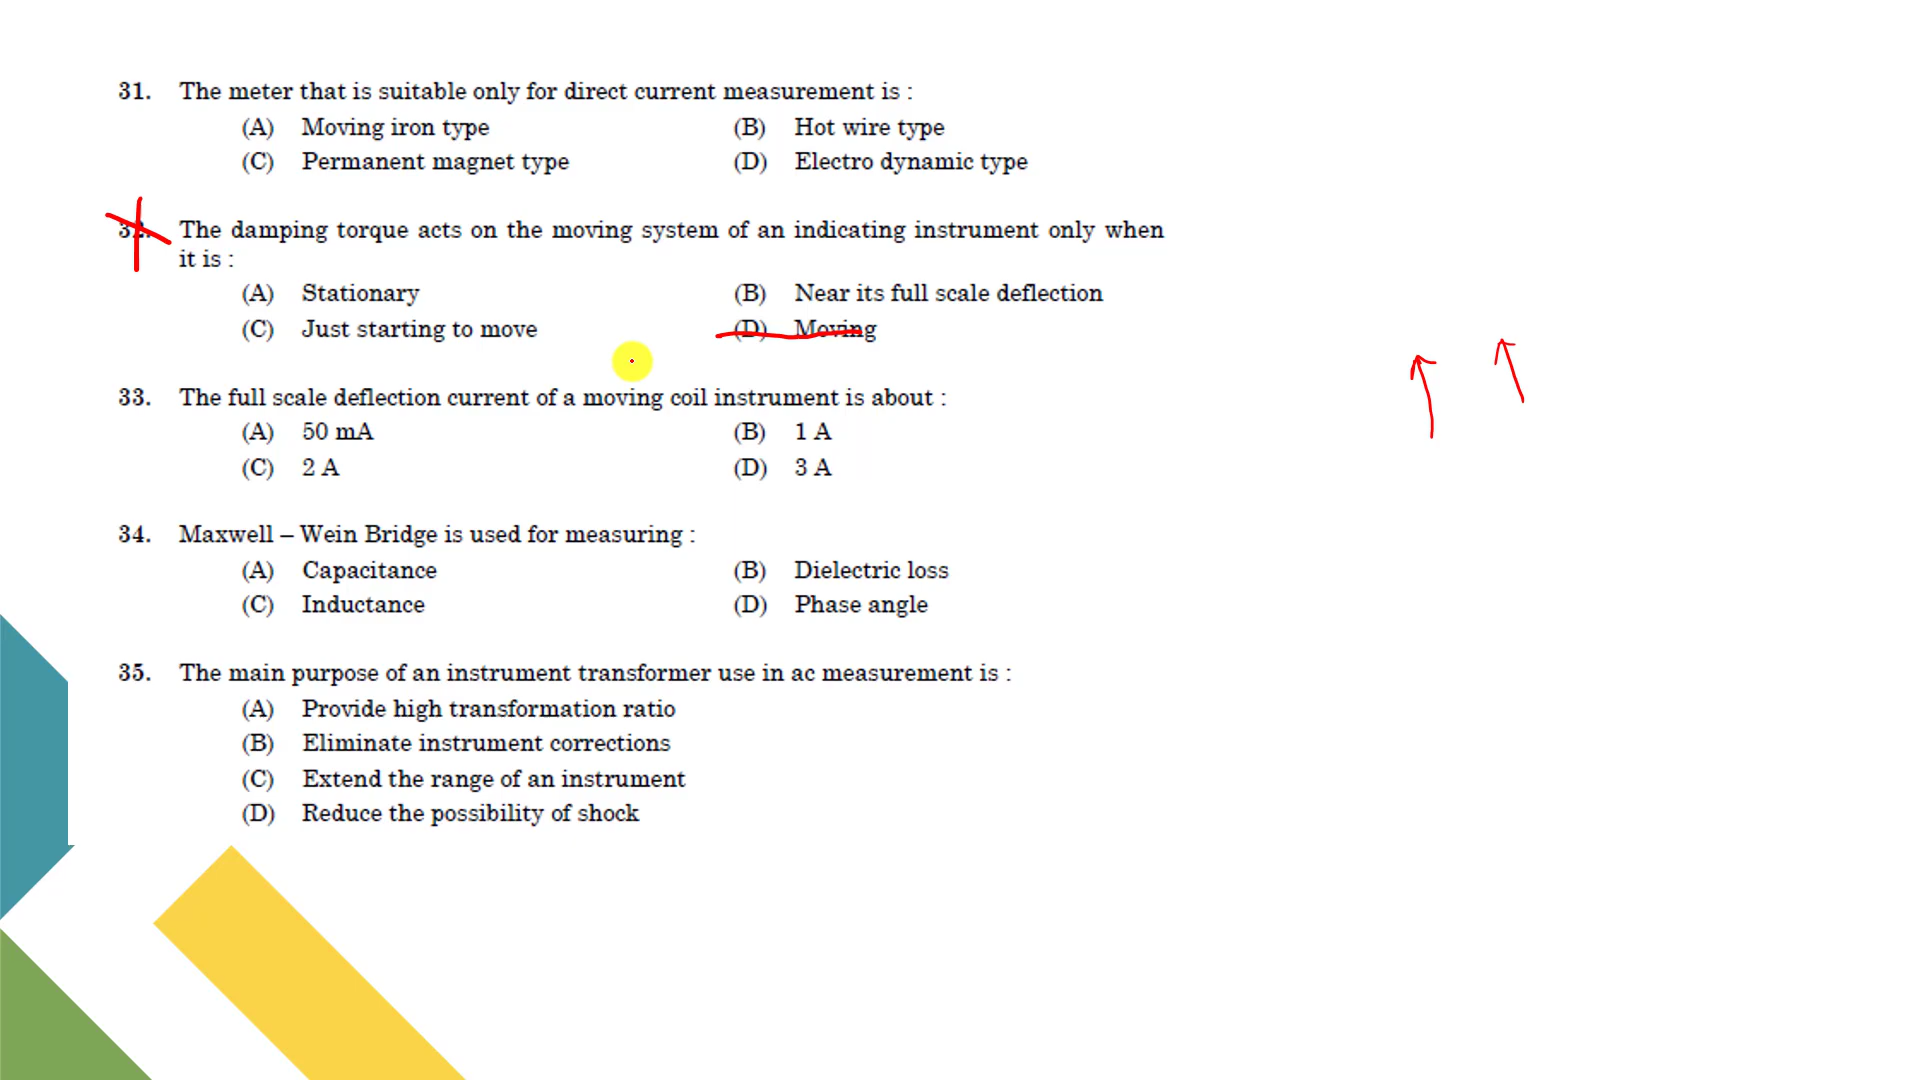 31. The meter that is suitable only for direct current measurement is :
(A) Moving iron type (B) Hot wire type
(C) Permanent magnet type (D) Electro dynamic type
32. The damping torque acts on the moving system of an indicating instrument only when
it is :
(A) Stationary (B) Near its full scale deflection
(C) Just starting to move (D) Moving
33. The full scale deflection current of a moving coil instrument is about :
(A) 50 mA (B) 1 A
(C) 2 A (D) 3 A
34. Maxwell – Wein Bridge is used for measuring :
(A) Capacitance (B) Dielectric loss
(C) Inductance (D) Phase angle
35. The main purpose of an instrument transformer use in ac measurement is :
(A) Provide high transformation ratio
(B) Eliminate instrument corrections
(C) Extend the range of an instrument
(D) Reduce the possibility of shock